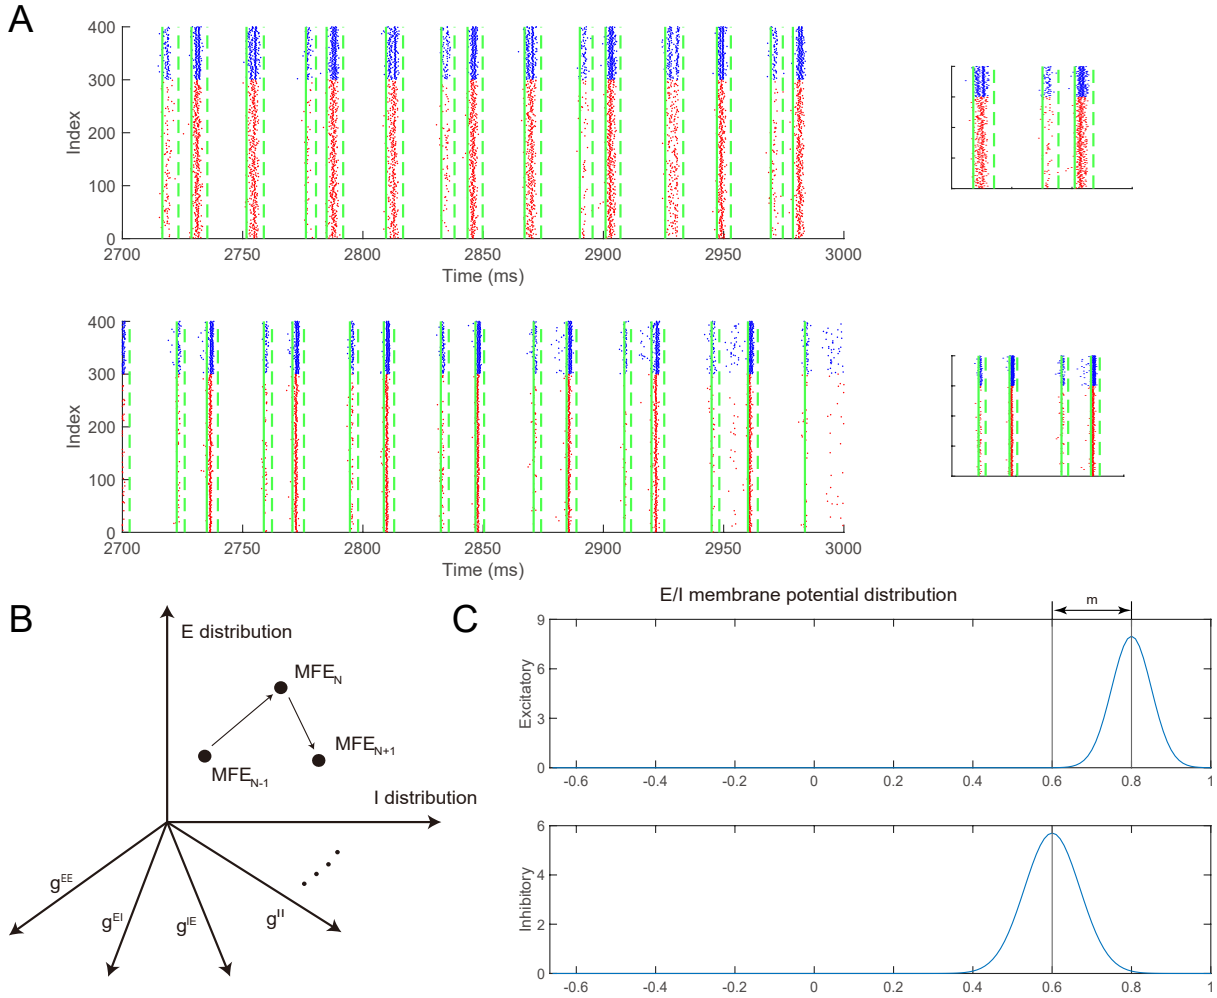 A
400
300
200
100
0
Index
2700 2750 2800 2850 2900 2950 3000
Time (ms)
400
300
200
100
0
Index
2700 2750 2800 2850 2900 2950 3000
Time (ms)
B
E distribution
MFE_N
MFE_{N+1}
MFE_{N-1}
I distribution
g^{EE}
g^{EI}
g^{IE}
g^{II}
C
E/I membrane potential distribution
m
9
6
3
0
Excitatory
-0.6 -0.4 -0.2 0 0.2 0.4 0.6 0.8 1
6
4
2
0
Inhibitory
-0.6 -0.4 -0.2 0 0.2 0.4 0.6 0.8 1